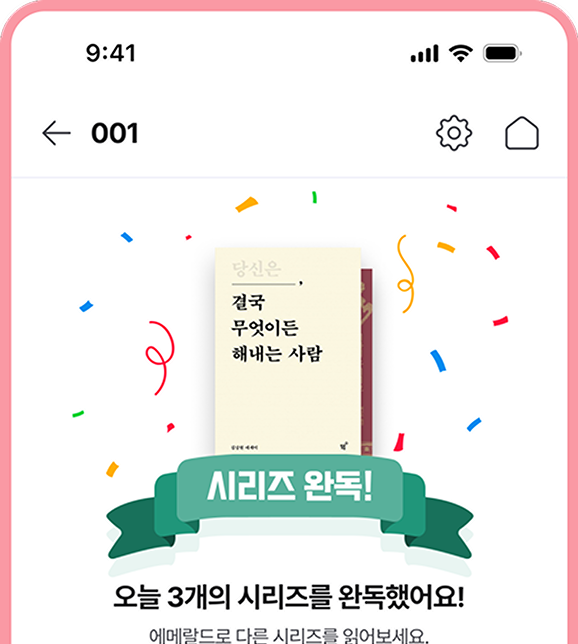 9:41
001
당신은
,
결국
무엇이든
해내는 사람
김상현 에세이
시리즈 완독!
오늘 3개의 시리즈를 완독했어요!
에메랄드로 다른 시리즈를 읽어보세요.